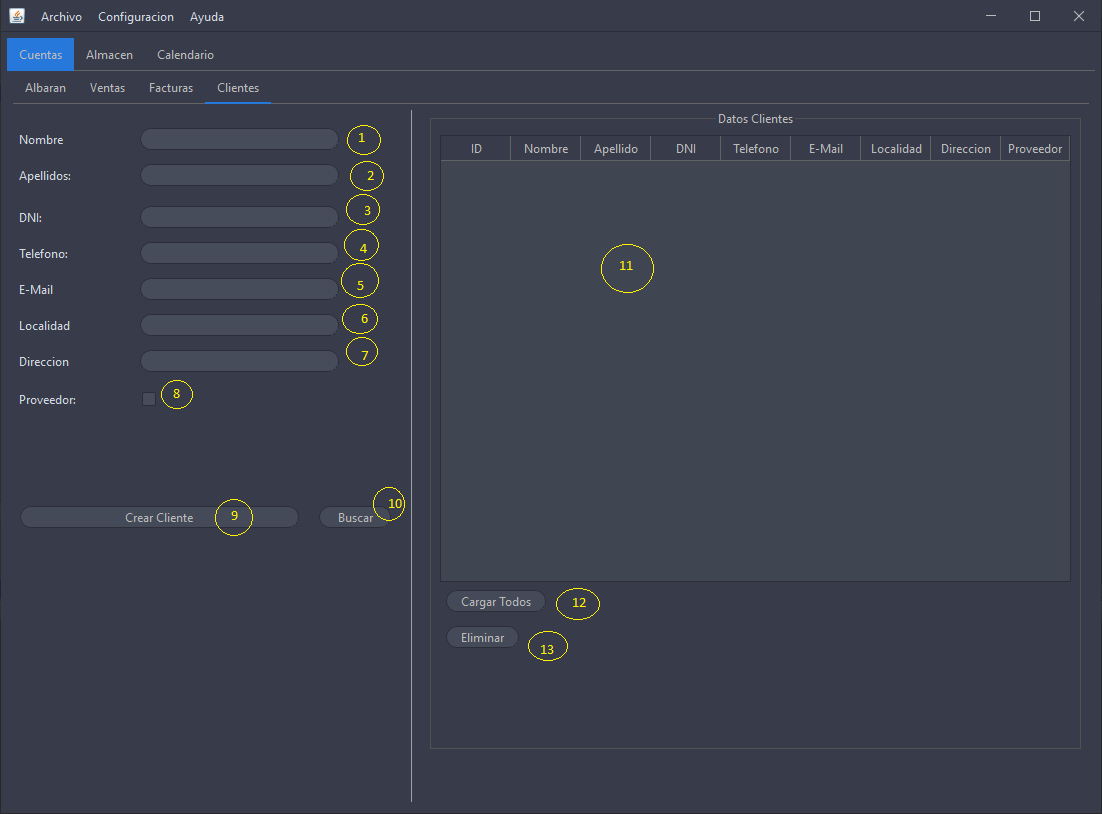 Archivo Configuracion Ayuda
Cuentas Almacen Calendario
Albaran Ventas Facturas Clientes
Nombre 1
Apellidos: 2
DNI: 3
Telefono: 4
E-Mail 5
Localidad 6
Direccion 7
Proveedor: 8
Crear Cliente 9 Buscar 10
Datos Clientes
ID Nombre Apellido DNI Telefono E-Mail Localidad Direccion Proveedor
11
Cargar Todos 12
Eliminar 13